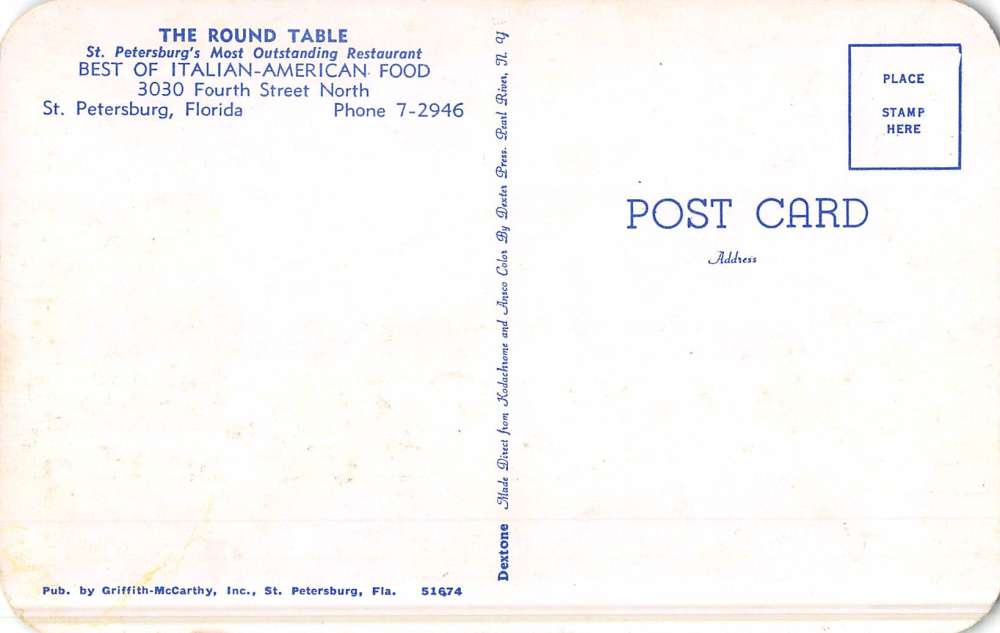 THE ROUND TABLE
St. Petersburg's Most Outstanding Restaurant
BEST OF ITALIAN-AMERICAN FOOD
3030 Fourth Street North
St. Petersburg, Florida Phone 7-2946
Pub. by Griffith-McCarthy, Inc., St. Petersburg, Fla. 51674
Dextone Made Direct from Kodachrome and Ansco Color By Dexter Press. Pearl River, N. Y
PLACE
STAMP
HERE
POST CARD
Address